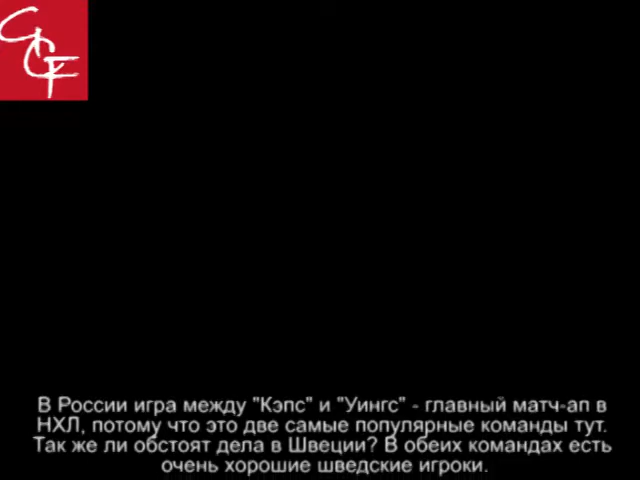 GCF
В России игра между "Кэпс" и "Уингс" - главный матч-ап в
НХЛ, потому что это две самые популярные команды тут.
Так же ли обстоят дела в Швеции? В обеих командах есть
очень хорошие шведские игроки.